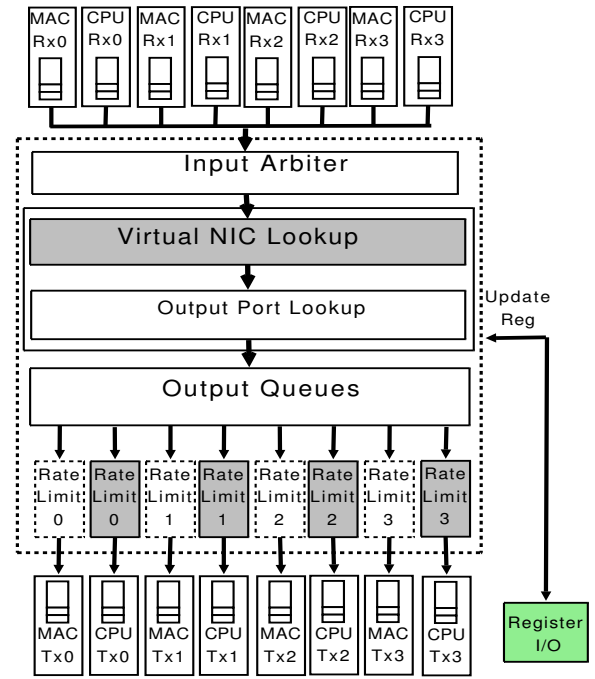 MAC CPU MAC CPU MAC CPU MAC CPU
Rx0 Rx0 Rx1 Rx1 Rx2 Rx2 Rx3 Rx3
Input Arbiter
Virtual NIC Lookup
Output Port Lookup
Update
Reg
Output Queues
Rate Rate Rate Rate Rate Rate Rate Rate
Limit Limit Limit Limit Limit Limit Limit Limit
0 0 1 1 2 2 3 3
MAC CPU MAC CPU MAC CPU MAC CPU
Tx0 Tx0 Tx1 Tx1 Tx2 Tx2 Tx3 Tx3
Register
I/O